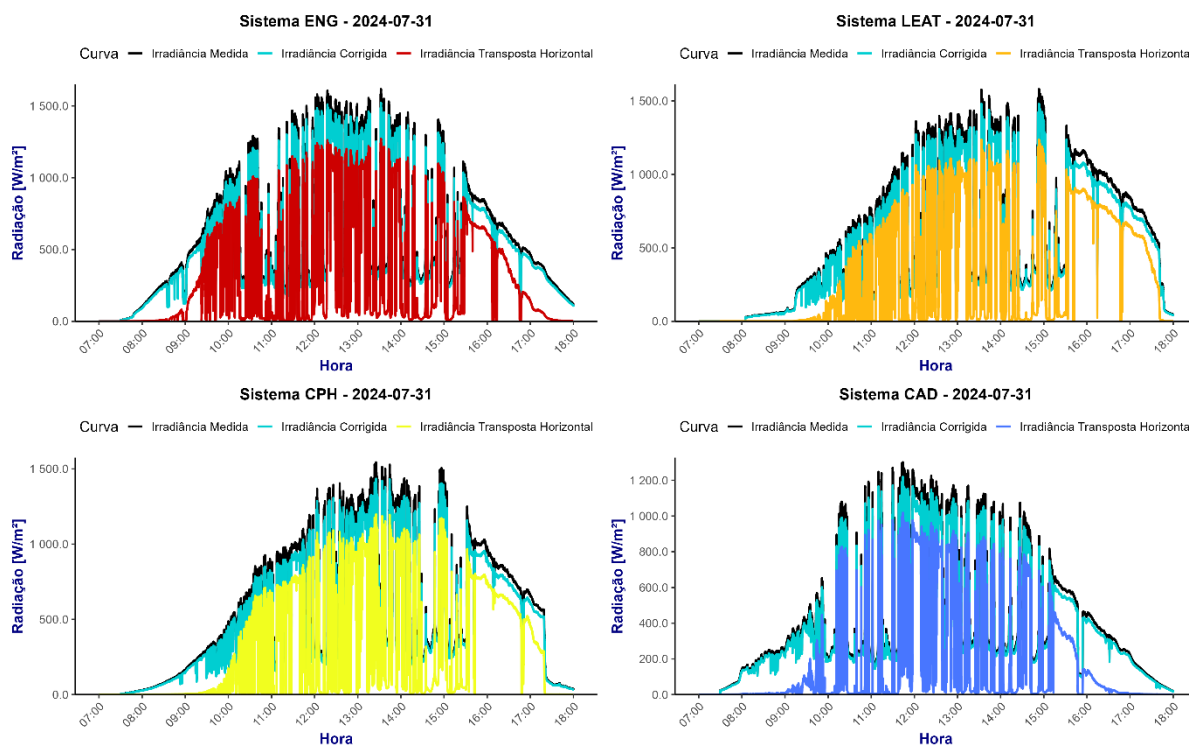 Sistema ENG - 2024-07-31
Curva Irradiância Medida Irradiância Corrigida Irradiância Transposta Horizontal
Radiação [W/m²]
1 500.0
1 000.0
500.0
0.0
07:00 08:00 09:00 10:00 11:00 12:00 13:00 14:00 15:00 16:00 17:00 18:00
Hora
Sistema LEAT - 2024-07-31
Curva Irradiância Medida Irradiância Corrigida Irradiância Transposta Horizontal
Radiação [W/m²]
1 500.0
1 000.0
500.0
0.0
07:00 08:00 09:00 10:00 11:00 12:00 13:00 14:00 15:00 16:00 17:00 18:00
Hora
Sistema CPH - 2024-07-31
Curva Irradiância Medida Irradiância Corrigida Irradiância Transposta Horizontal
Radiação [W/m²]
1 500.0
1 000.0
500.0
0.0
07:00 08:00 09:00 10:00 11:00 12:00 13:00 14:00 15:00 16:00 17:00 18:00
Hora
Sistema CAD - 2024-07-31
Curva Irradiância Medida Irradiância Corrigida Irradiância Transposta Horizonta
Radiação [W/m²]
1 200.0
1 000.0
800.0
600.0
400.0
200.0
0.0
07:00 08:00 09:00 10:00 11:00 12:00 13:00 14:00 15:00 16:00 17:00 18:00
Hora